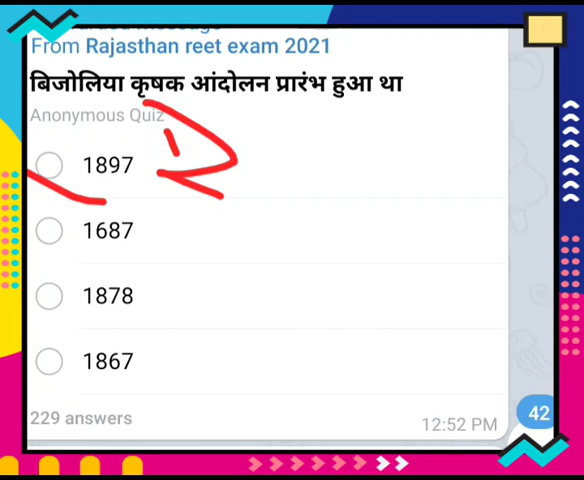 From Rajasthan reet exam 2021
बिजोलिया कृषक आंदोलन प्रारंभ हुआ था
Anonymous Quiz
1897
1687
1878
1867
229 answers
12:52 PM
42